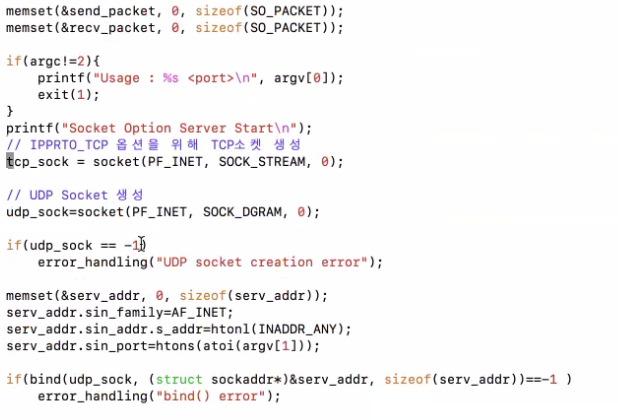 memset(&send_packet, 0, sizeof(SO_PACKET));
memset(&recv_packet, 0, sizeof(SO_PACKET));
if(argc!=2){
printf("Usage : %s <port>\n", argv[0]);
exit(1);
}
printf("Socket Option Server Start\n");
// IPPRTO_TCP 옵션을 위해 TCP소켓 생성
tcp_sock = socket(PF_INET, SOCK_STREAM, 0);
// UDP Socket 생성
udp_sock=socket(PF_INET, SOCK_DGRAM, 0);
if(udp_sock == -1)
error_handling("UDP socket creation error");
memset(&serv_addr, 0, sizeof(serv_addr));
serv_addr.sin_family=AF_INET;
serv_addr.sin_addr.s_addr=htonl(INADDR_ANY);
serv_addr.sin_port=htons(atoi(argv[1]));
if(bind(udp_sock, (struct sockaddr*)&serv_addr, sizeof(serv_addr))==-1 )
error_handling("bind() error");